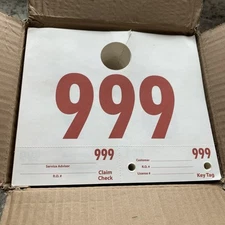 999
999
Service Advisor
R.O. #
Claim
Check
999
Customer
R.O. #
License #
Key Tag